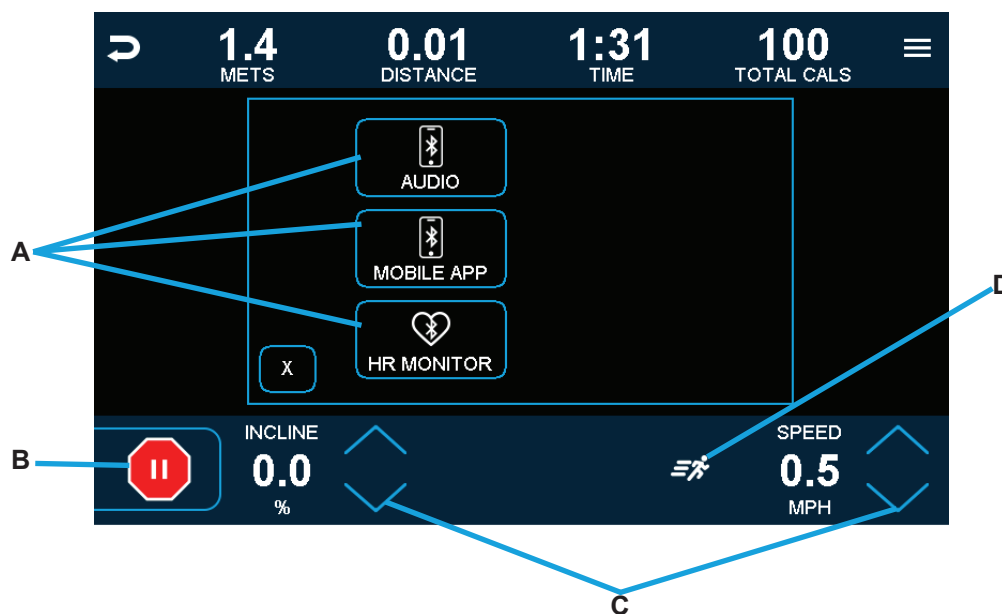 1.4
METS
0.01
DISTANCE
1:31
TIME
100
TOTAL CALS
AUDIO
A
MOBILE APP
D
HR MONITOR
X
B
INCLINE
0.0
%
SPEED
0.5
MPH
C